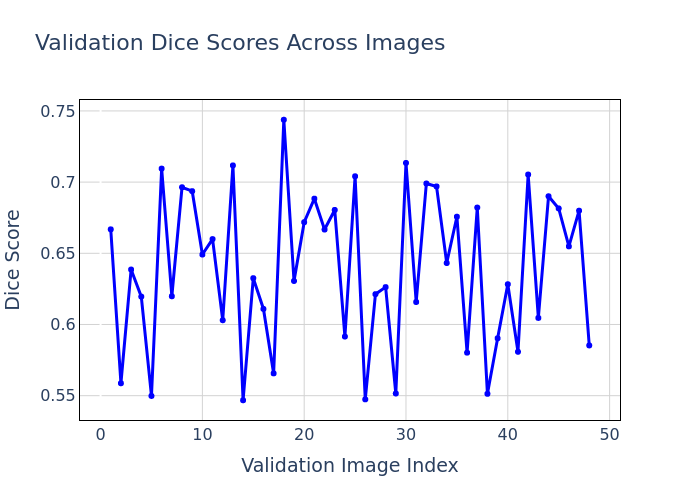 Validation Dice Scores Across Images
Dice Score
0.75
0.7
0.65
0.6
0.55
0 10 20 30 40 50
Validation Image Index